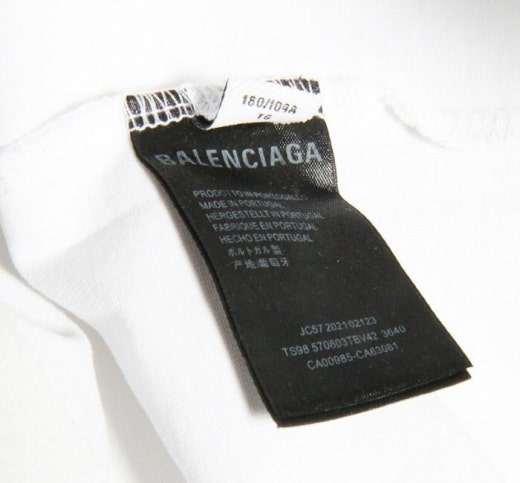 180/104A
TG
BALENCIAGA
PRODOTTO IN PORTOGALLO
MADE IN PORTUGAL
HERGESTELLT IN PORTUGAL
FABRIQUE EN PORTUGAL
HECHO EN PORTUGAL
ポルトガル製
产地:葡萄牙
JC57 202102123
TS98 570803TBV42 3640
CA00985-CA63081